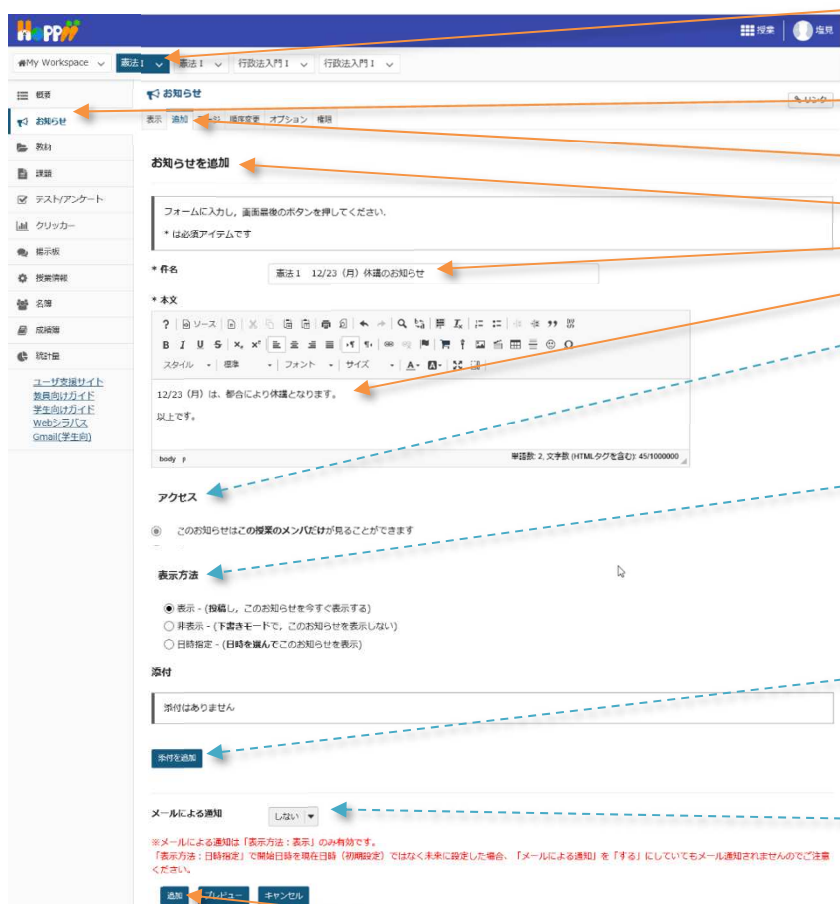 HOPPII
授業
塩見
My Workspace
憲法1
憲法1
行政法入門1
行政法入門1
概要
お知らせ
教材
課題
テスト/アンケート
クリッカー
掲示板
授業情報
名簿
成績簿
統計量
ユーザ支援サイト
教員向けガイド
学生向けガイド
Webシラバス
Gmail(学生向)
お知らせ
リンク
表示 追加 順序変更 オプション 権限
お知らせを追加
フォームに入力し，画面最後のボタンを押してください.
* は必須アイテムです
* 件名
憲法1 12/23（月）休講のお知らせ
* 本文
ソース
スタイル 標準 フォント サイズ
12/23（月）は、都合により休講となります。
以上です。
body p
単語数: 2, 文字数 (HTMLタグを含む): 45/1000000
アクセス
このお知らせはこの授業のメンバだけが見ることができます
表示方法
表示 - (投稿し，このお知らせを今すぐ表示する)
非表示 - (下書きモードで，このお知らせを表示しない)
日時指定 - (日時を選んでこのお知らせを表示)
添付
添付はありません
添付を追加
メールによる通知
しない
※メールによる通知は「表示方法：表示」のみ有効です。
「表示方法：日時指定」で開始日時を現在日時（初期設定）ではなく未来に設定した場合、「メールによる通知」を「する」にしていてもメール通知されませんのでご注意
ください。
追加 プレビュー キャンセル